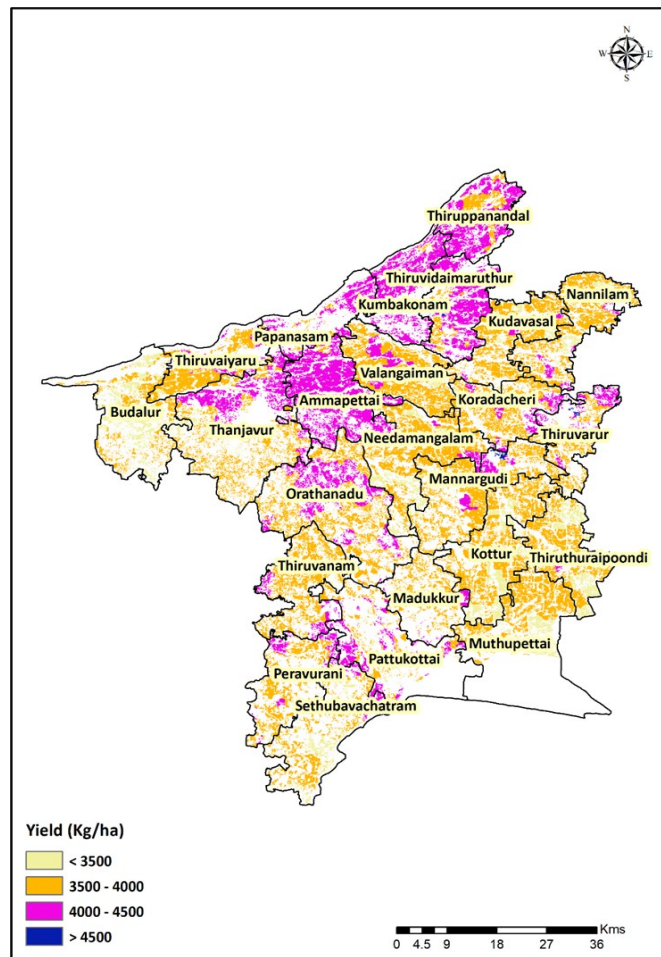 N
W E
S
Thiruppanandal
Thiruvidaimaruthur
Kumbakonam
Nannilam
Kudavasal
Papanasam
Thiruvaiyaru
Valangaiman
Ammapettai
Koradacheri
Budalur
Thanjavur
Needamangalam
Thiruvarur
Mannargudi
Orathanadu
Kottur
Thiruthuraipoondi
Thiruvanam
Madukkur
Muthupettai
Pattukottai
Peravurani
Sethubavachatram
Yield (Kg/ha)
< 3500
3500 - 4000
4000 - 4500
> 4500
Kms
0 4.5 9 18 27 36